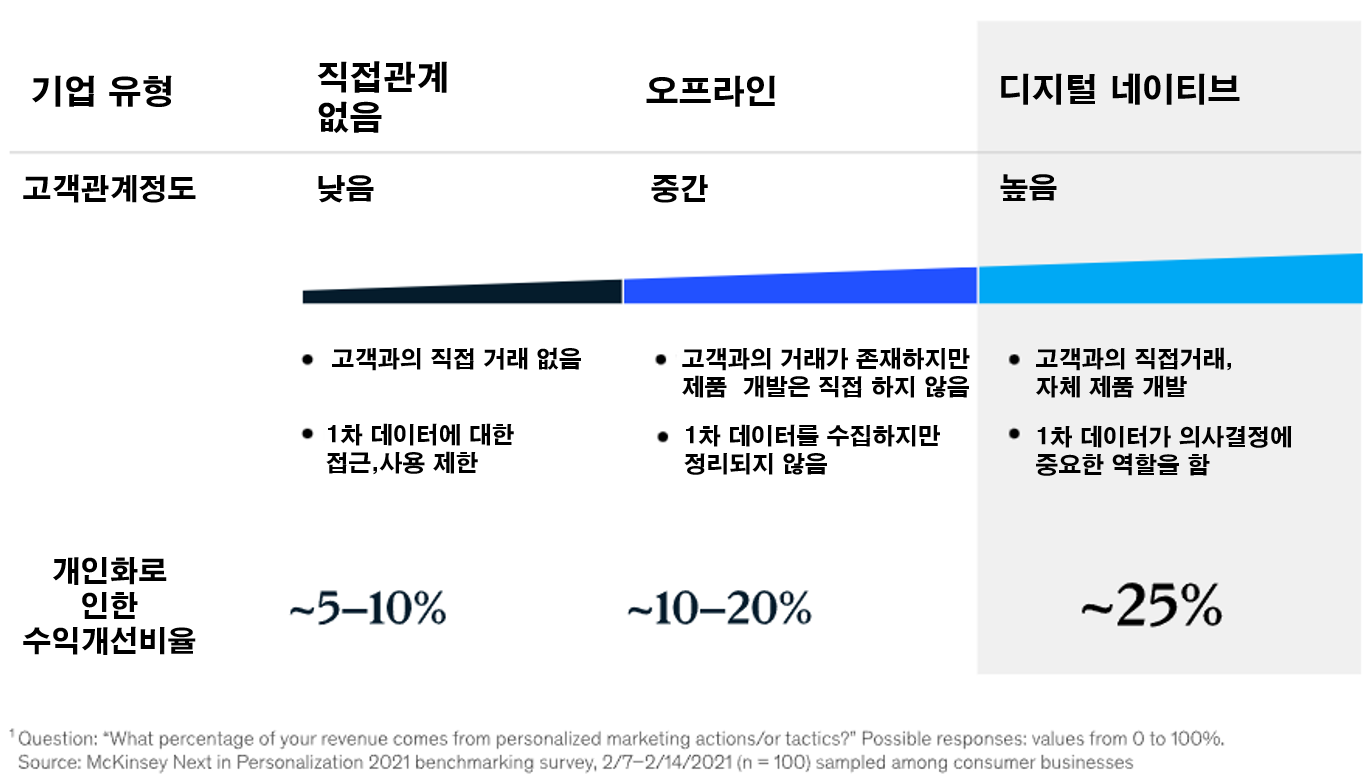 기업 유형
직접관계
없음
오프라인
디지털 네이티브
고객관계정도
낮음
중간
높음
• 고객과의 직접 거래 없음
• 1차 데이터에 대한
접근,사용 제한
• 고객과의 거래가 존재하지만
제품 개발은 직접 하지 않음
• 1차 데이터를 수집하지만
정리되지 않음
• 고객과의 직접거래,
자체 제품 개발
• 1차 데이터가 의사결정에
중요한 역할을 함
개인화로
인한
수익개선비율
~5–10%
~10–20%
~25%
¹ Question: “What percentage of your revenue comes from personalized marketing actions/or tactics?” Possible responses: values from 0 to 100%.
Source: McKinsey Next in Personalization 2021 benchmarking survey, 2/7–2/14/2021 (n = 100) sampled among consumer businesses